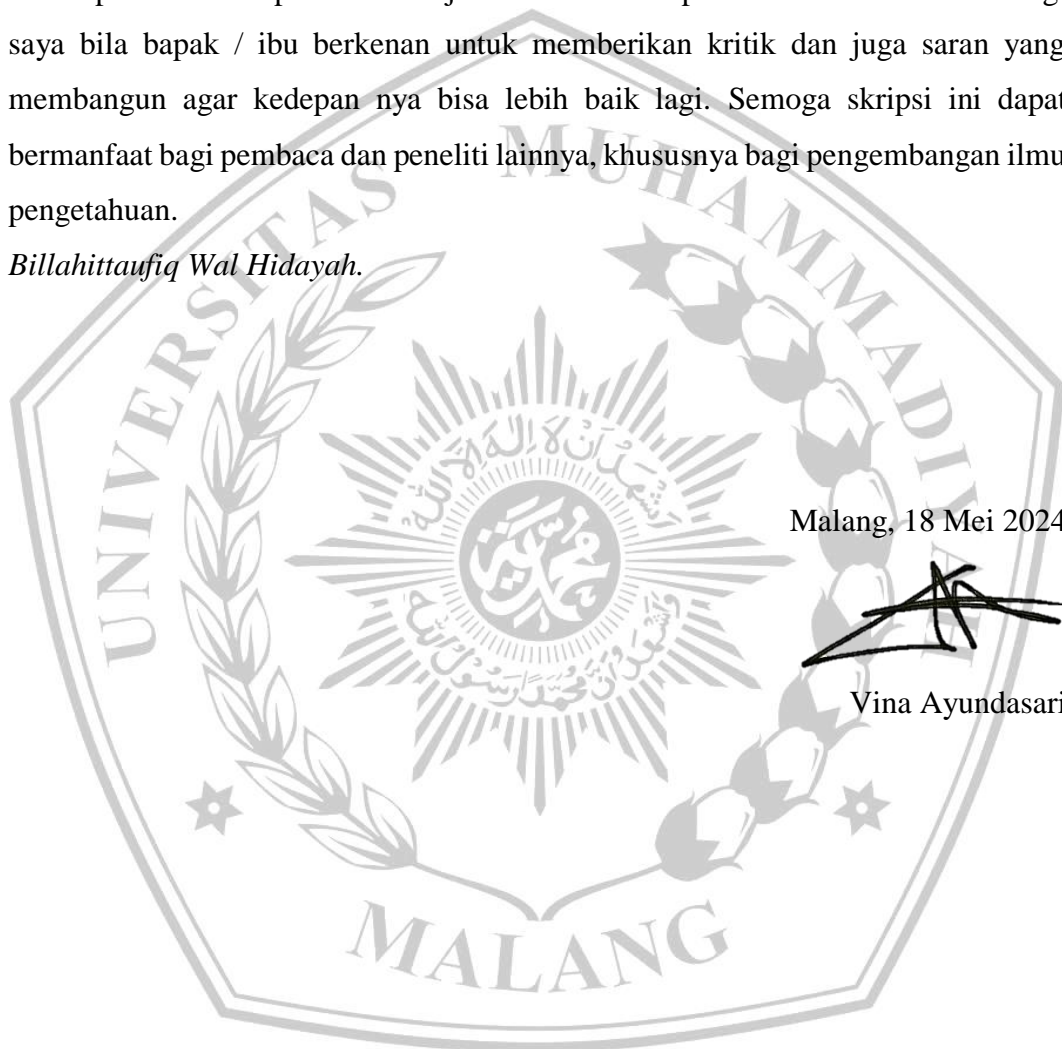 saya bila bapak / ibu berkenan untuk memberikan kritik dan juga saran yang
membangun agar kedepan nya bisa lebih baik lagi. Semoga skripsi ini dapat
bermanfaat bagi pembaca dan peneliti lainnya, khususnya bagi pengembangan ilmu
pengetahuan.
Billahittaufiq Wal Hidayah.
UNIVERSITAS MUHAMMADIYAH
Malang, 18 Mei 2024
Vina Ayundasari
MALANG